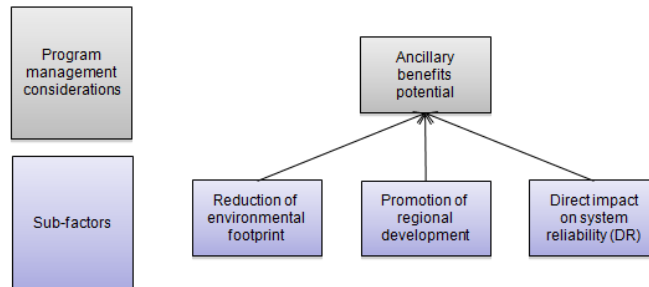 Program
management
considerations
Ancillary
benefits
potential
Sub-factors
Reduction of
environmental
footprint
Promotion of
regional
development
Direct impact
on system
reliability (DR)